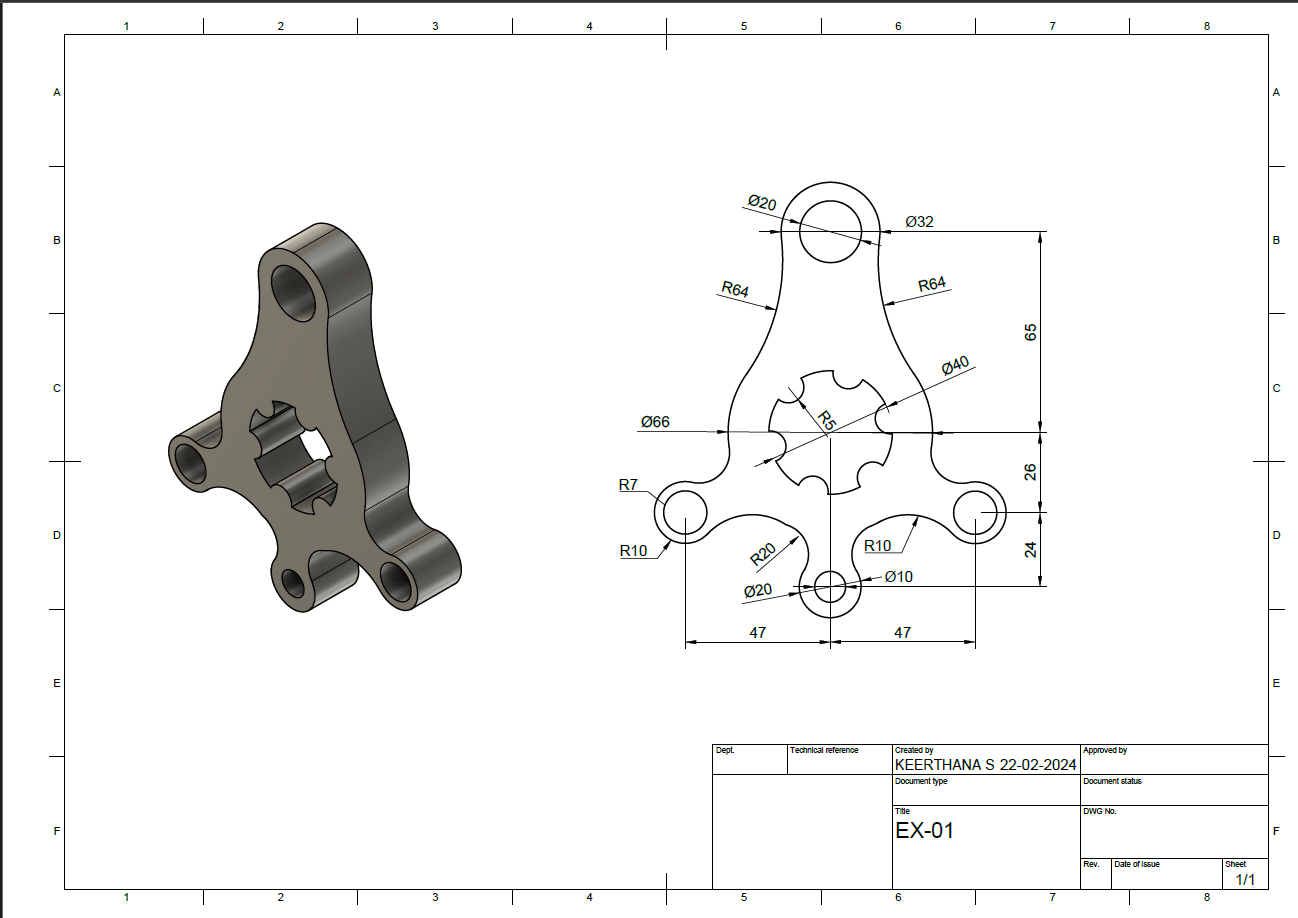 1 2 3 4 5 6 7 8
A A
B B
C C
D D
E E
F F
Ø20
Ø32
R64
R64
65
Ø40
R5
Ø66
26
R7
R10
R20
R10
24
Ø20
Ø10
47 47
Dept. Technical reference Created by Approved by
KEERTHANA S 22-02-2024
Document type Document status
Title DWG No.
EX-01
Rev. Date of issue Sheet
1/1
1 2 3 4 5 6 7 8